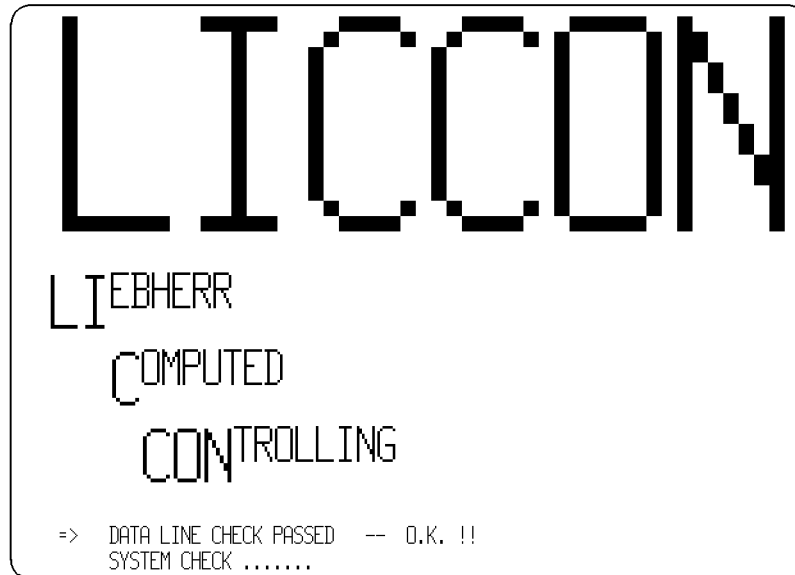 LICCON
LIEBHERR
COMPUTED
CONTROLLING
=> DATA LINE CHECK PASSED -- O.K. !!
SYSTEM CHECK .......